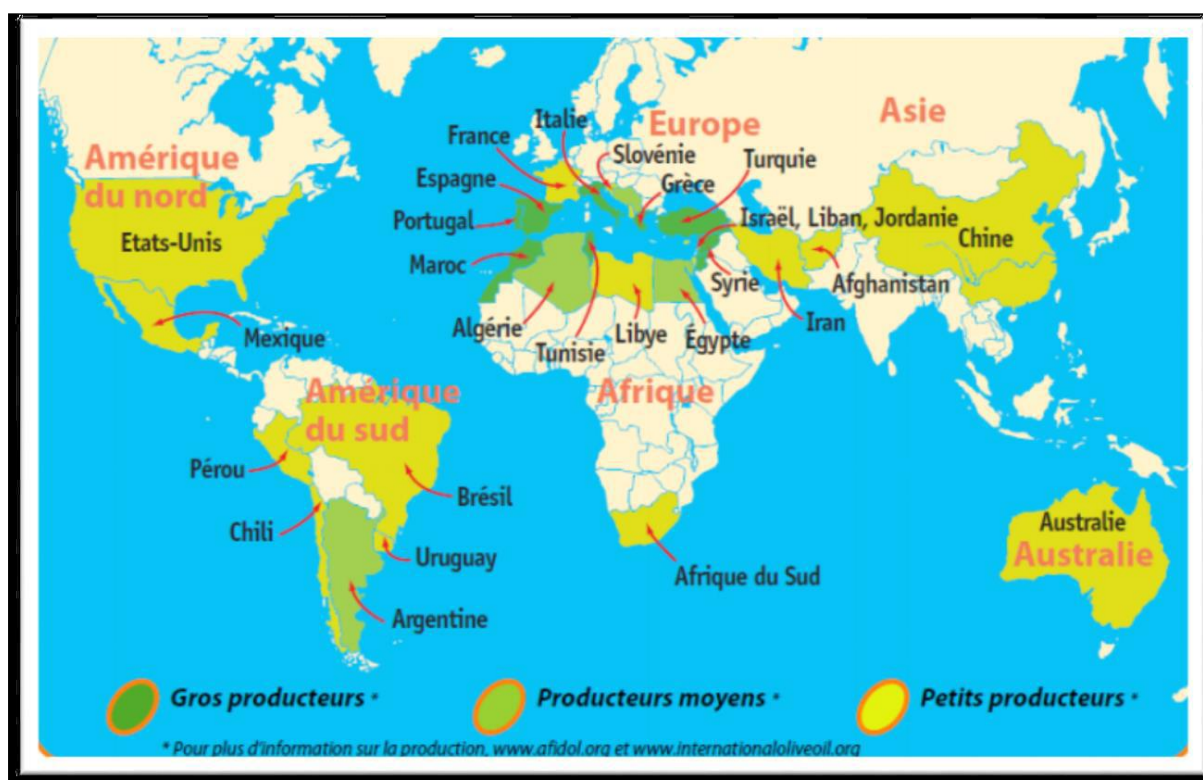 Amérique
du nord
Etats-Unis
Mexique
Amérique
du sud
Pérou
Brésil
Chili
Uruguay
Argentine
Europe
Italie
France
Slovénie
Espagne
Grèce
Turquie
Portugal
Israël, Liban, Jordanie
Maroc
Syrie
Algérie
Tunisie
Libye
Égypte
Afrique
Afrique du Sud
Asie
Chine
Afghanistan
Iran
Australie
Australie
Gros producteurs *
Producteurs moyens *
Petits producteurs *
* Pour plus d'information sur la production, www.afidol.org et www.internationaloliveoil.org